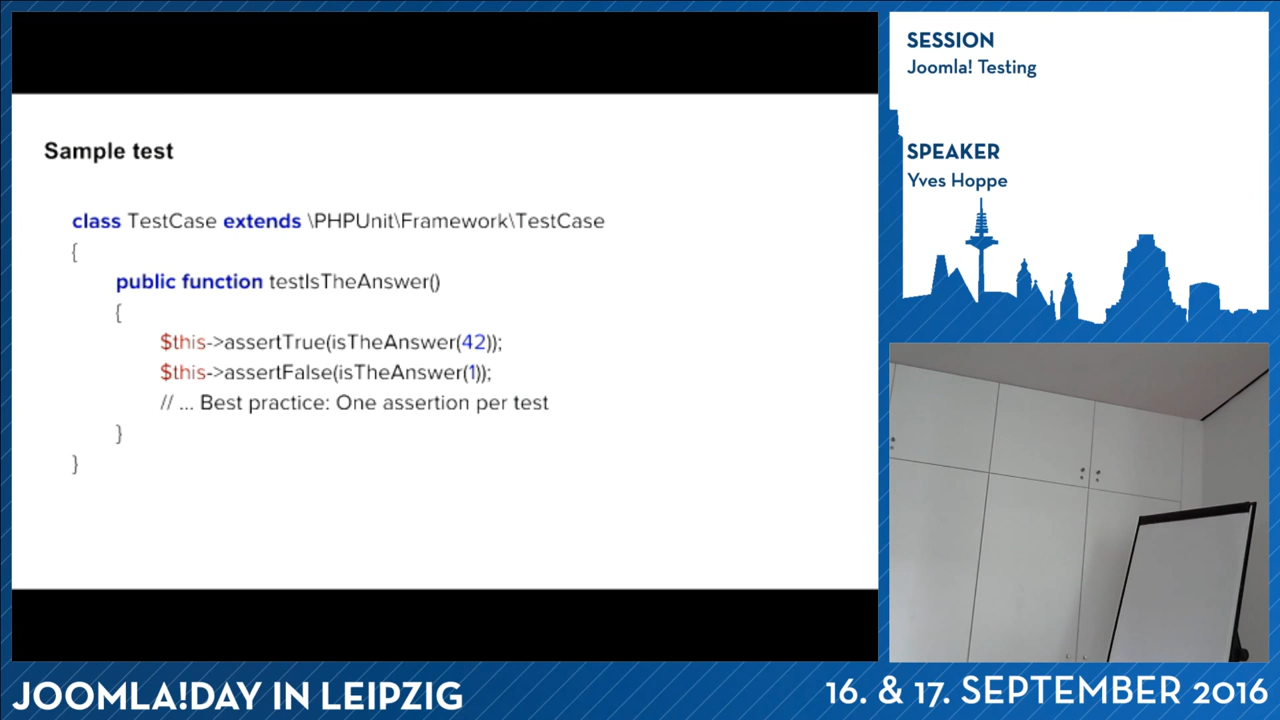 Sample test
class TestCase extends \PHPUnit\Framework\TestCase
{
public function testIsTheAnswer()
{
$this->assertTrue(isTheAnswer(42));
$this->assertFalse(isTheAnswer(1));
// ... Best practice: One assertion per test
}
}
SESSION
Joomla! Testing
SPEAKER
Yves Hoppe
JOOMLA!DAY IN LEIPZIG
16. & 17. SEPTEMBER 2016